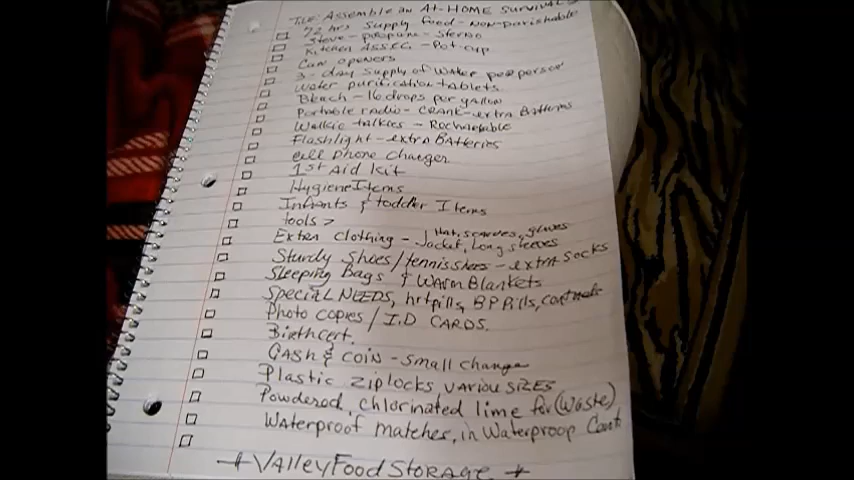 Title: Assemble an AT-HOME SURVIVAL
72 hrs supply food - non-parishable
Stove - propane - Sterno
Kitchen - Pot-cup
Can openers
3-day supply of water per person
Water purification tablets
Bleach - 16 drops per gallon
Portable radio - crank - extra Batteries
Walkie talkies - Rechargable
Flashlight - extra BAtteries
cell phone charger
1st Aid Kit
Hygiene Items
Infants & toddler Items
tools >
Extra clothing - Hat, scarves, gloves
Jacket, Long sleeves
Sturdy Shoes/tennis shoes - extra socks
Sleeping Bags & WArm Blankets
SpeciAL NEEDS, hrt pills, BP Pills,
Photo copies / I.D CARDS.
Birth cert.
CAsh & coin - small change
Plastic ziplocks various SIZES
Powdered, chlorinated lime for (Waste)
Waterproof matches, in Waterproop Cont
+ValleyFoodStorage+